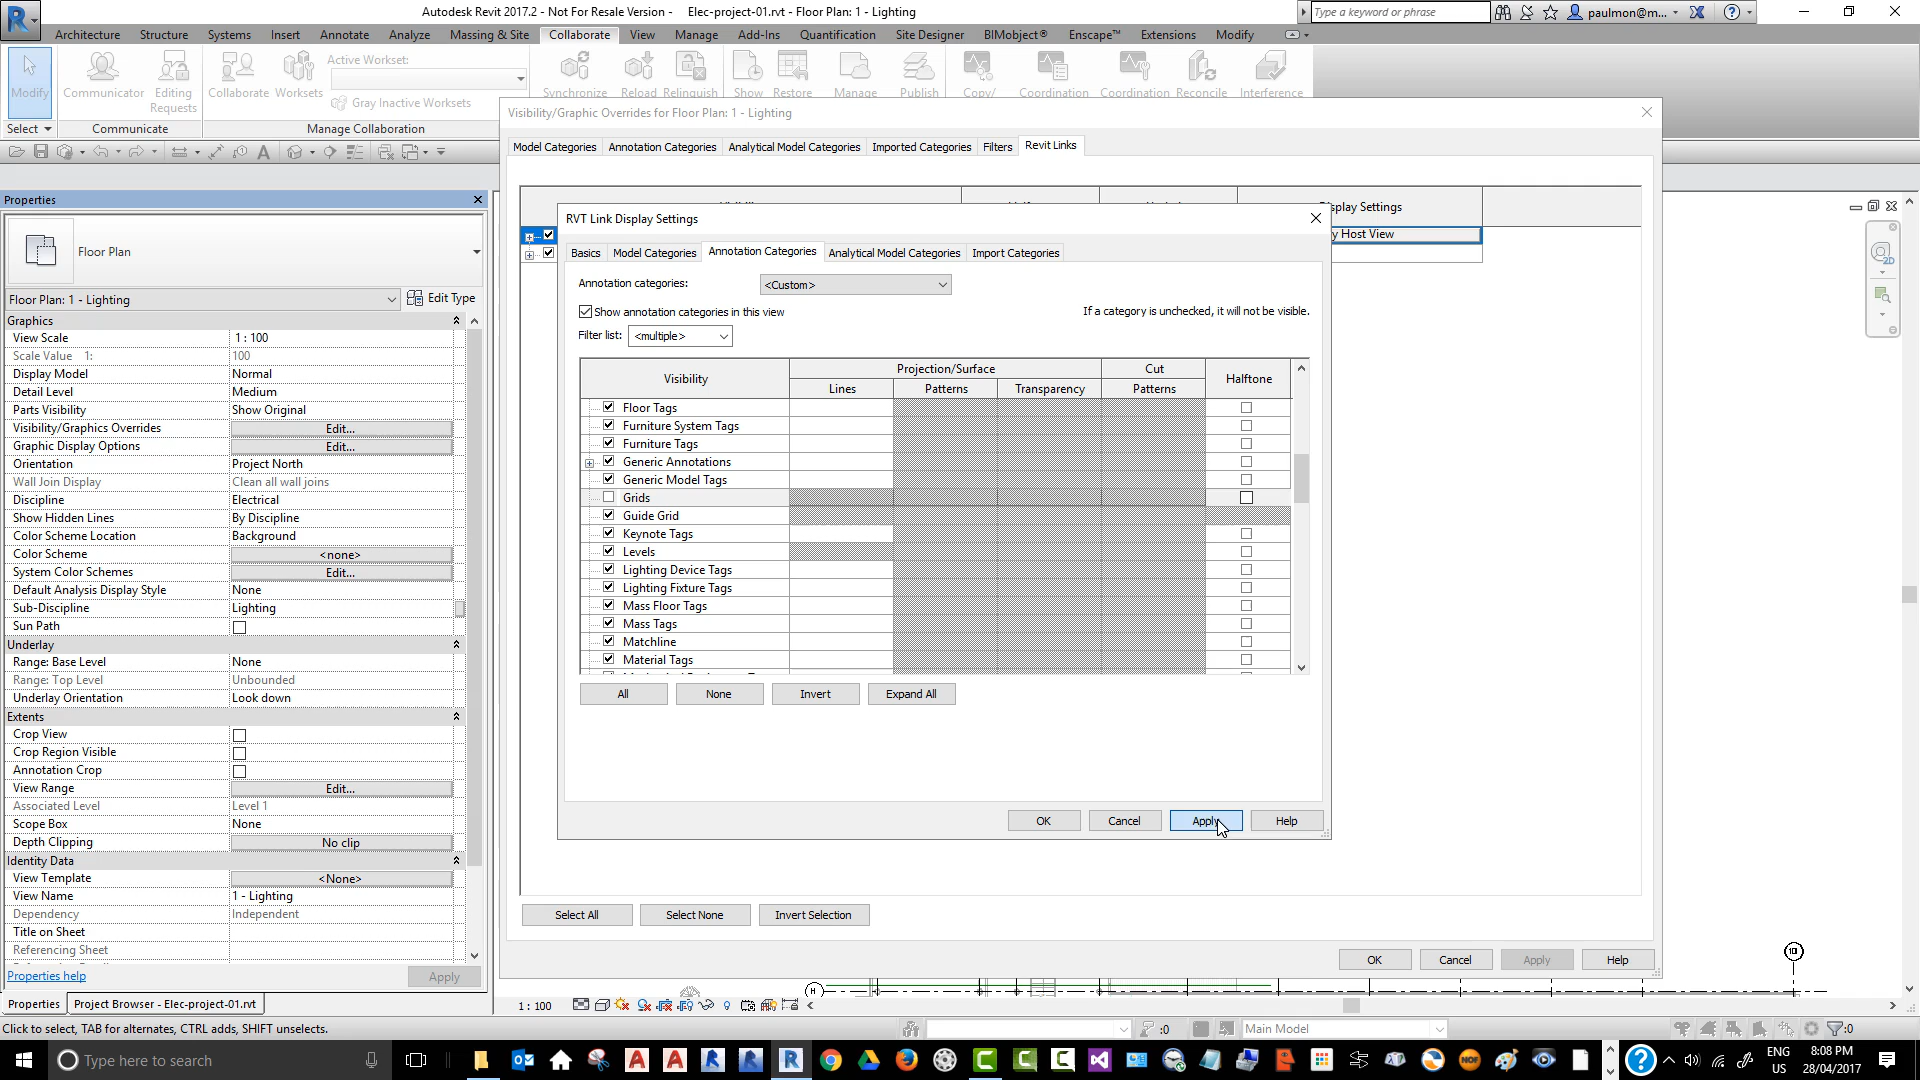 Autodesk Revit 2017.2 - Not For Resale Version -    Elec-project-01.rvt - Floor Plan: 1 - Lighting
Type a keyword or phrase
paulmon@m...
Architecture Structure Systems Insert Annotate Analyze Massing & Site Collaborate View Manage Add-Ins Quantification Site Designer BIMobject® Enscape™ Extensions Modify
Modify
Communicator
Editing
Requests
Collaborate
Worksets
Active Workset:
Gray Inactive Worksets
Synchronize
Reload
Relinquish
Show
Restore
Manage
Publish
Copy/
Coordination
Coordination
Reconcile
Interference
Select
Communicate
Manage Collaboration
Visibility/Graphic Overrides for Floor Plan: 1 - Lighting
Model Categories Annotation Categories Analytical Model Categories Imported Categories Filters Revit Links
isplay Settings
y Host View
RVT Link Display Settings
Basics Model Categories Annotation Categories Analytical Model Categories Import Categories
Annotation categories: <Custom>
Show annotation categories in this view
If a category is unchecked, it will not be visible.
Filter list: <multiple>
Visibility
Projection/Surface
Cut
Halftone
Lines Patterns Transparency Patterns
Floor Tags
Furniture System Tags
Furniture Tags
Generic Annotations
Generic Model Tags
Grids
Guide Grid
Keynote Tags
Levels
Lighting Device Tags
Lighting Fixture Tags
Mass Floor Tags
Mass Tags
Matchline
Material Tags
All None Invert Expand All
OK Cancel Apply Help
Select All Select None Invert Selection
OK Cancel Apply Help
Properties
Floor Plan
Floor Plan: 1 - Lighting
Edit Type
Graphics
View Scale 1 : 100
Scale Value 1: 100
Display Model Normal
Detail Level Medium
Parts Visibility Show Original
Visibility/Graphics Overrides Edit...
Graphic Display Options Edit...
Orientation Project North
Wall Join Display Clean all wall joins
Discipline Electrical
Show Hidden Lines By Discipline
Color Scheme Location Background
Color Scheme <none>
System Color Schemes Edit...
Default Analysis Display Style None
Sub-Discipline Lighting
Sun Path
Underlay
Range: Base Level None
Range: Top Level Unbounded
Underlay Orientation Look down
Extents
Crop View
Crop Region Visible
Annotation Crop
View Range Edit...
Associated Level Level 1
Scope Box None
Depth Clipping No clip
Identity Data
View Template <None>
View Name 1 - Lighting
Dependency Independent
Title on Sheet
Referencing Sheet
Properties help
Apply
Properties
Project Browser - Elec-project-01.rvt
1 : 100
H
10
Click to select, TAB for alternates, CTRL adds, SHIFT unselects.
:0
Main Model
:0
Type here to search
ENG
US
8:08 PM
28/04/2017